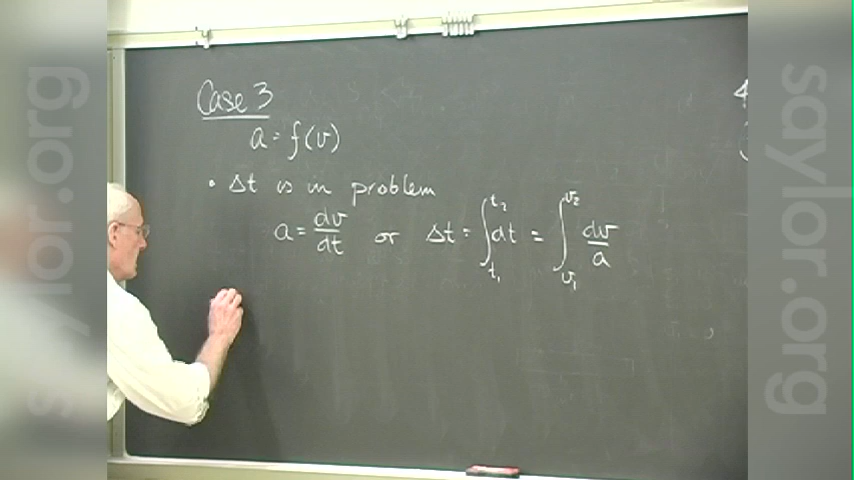 saylor.org
Case 3
a = f(v)
• Δt is in problem
a = dv/dt or Δt = ∫_{t₁}^{t₂} dt = ∫_{v₁}^{v₂} dv/a
4
saylor.org